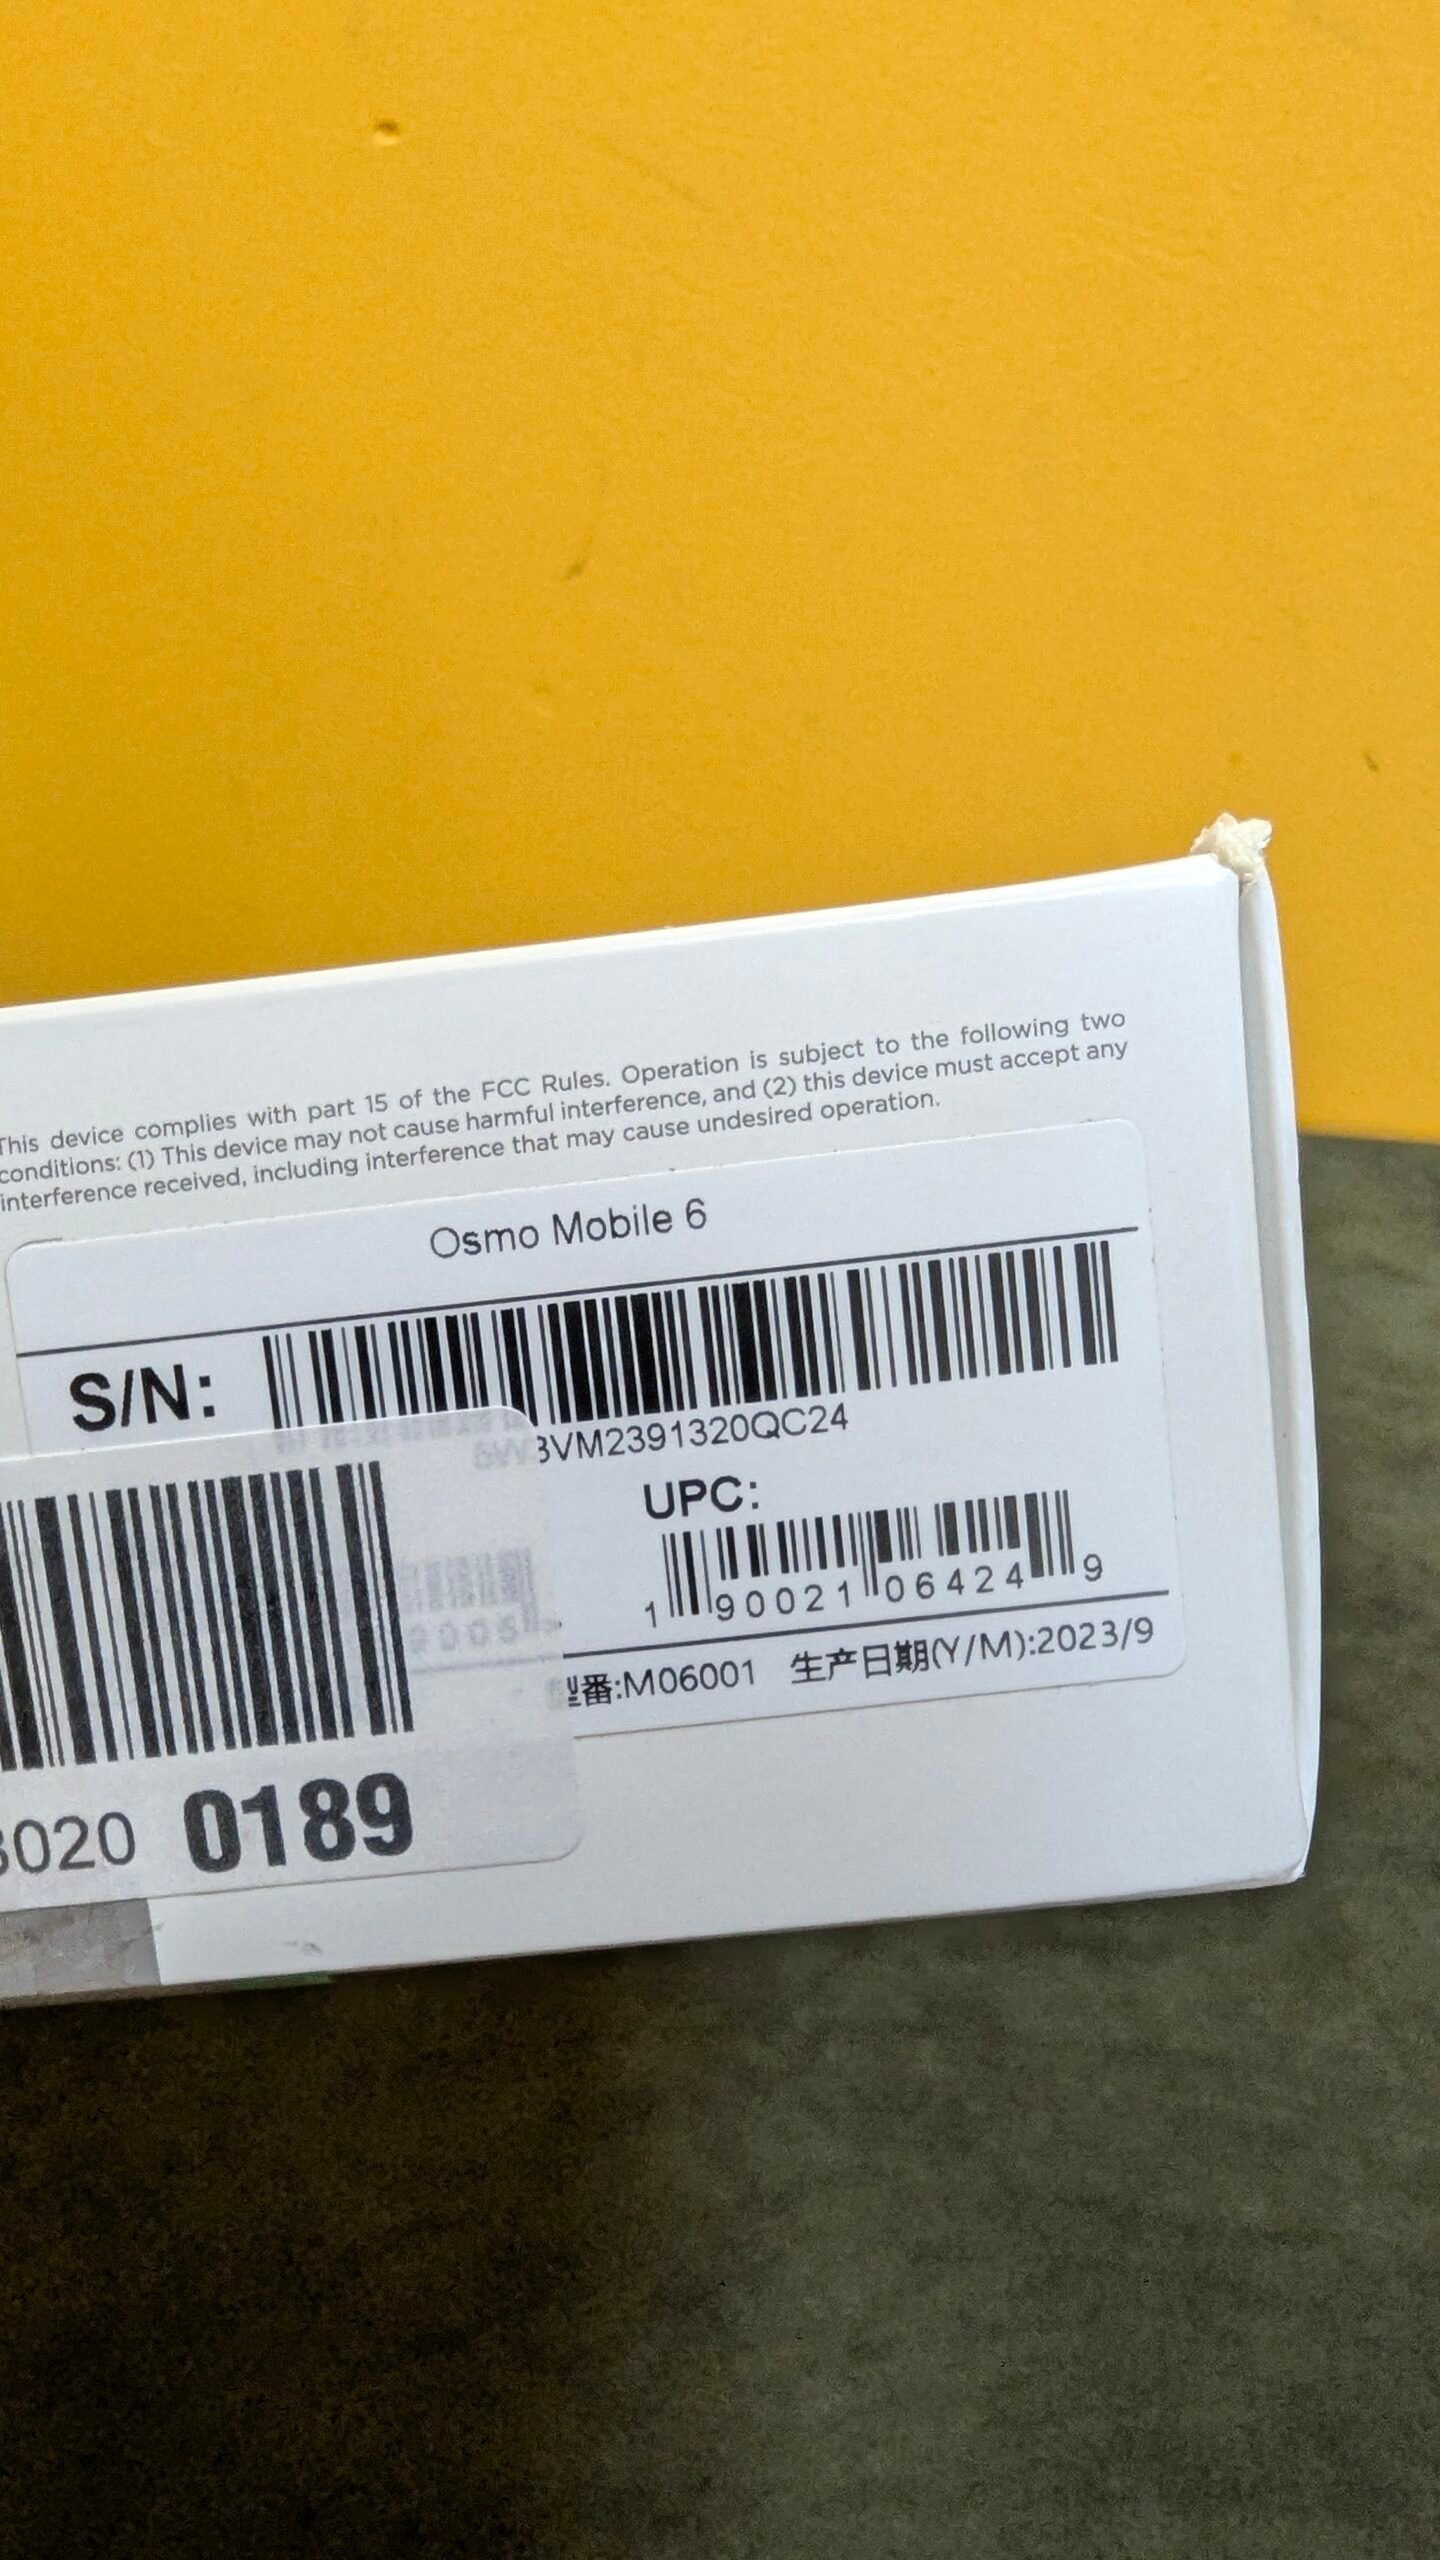 This device complies with part 15 of the FCC Rules. Operation is subject to the following two
conditions: (1) This device may not cause harmful interference, and (2) this device must accept any
interference received, including interference that may cause undesired operation.
Osmo Mobile 6
S/N:
3VM2391320QC24
UPC:
1 90021 06424 9
番:M06001 生产日期(Y/M):2023/9
3020 0189